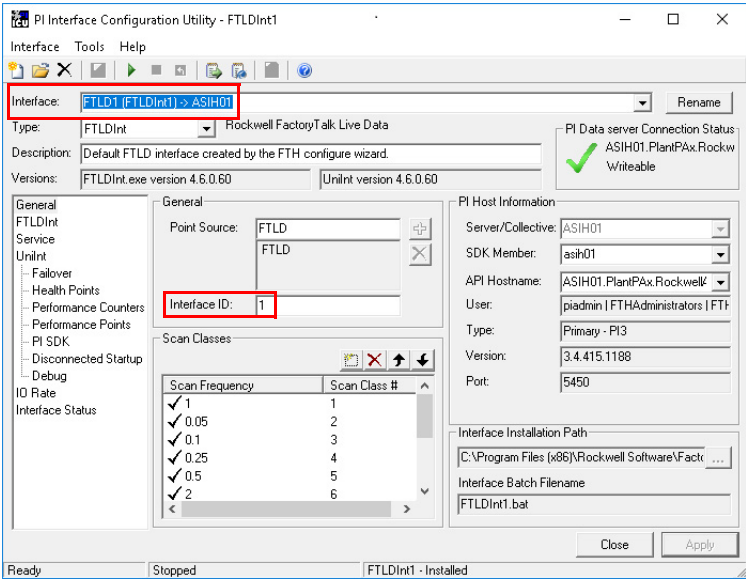 PI Interface Configuration Utility - FTLDInt1
Interface Tools Help
Interface: FTLD1 (FTLDInt1) -> ASIH01 Rename
Type: FTLDInt Rockwell FactoryTalk Live Data
Description: Default FTLD interface created by the FTH configure wizard.
Versions: FTLDInt.exe version 4.6.0.60 UniInt version 4.6.0.60
PI Data server Connection Status
ASIH01.PlantPAx.Rockw
Writeable
General
FTLDInt
Service
UniInt
Failover
Health Points
Performance Counters
Performance Points
PI SDK
Disconnected Startup
Debug
IO Rate
Interface Status
General
Point Source: FTLD
FTLD
Interface ID: 1
Scan Classes
Scan Frequency Scan Class #
1 1
0.05 2
0.1 3
0.25 4
0.5 5
2 6
PI Host Information
Server/Collective: ASIH01
SDK Member: asih01
API Hostname: ASIH01.PlantPAx.Rockwell
User: piadmin | FTHAdministrators | FTH
Type: Primary - PI3
Version: 3.4.415.1188
Port: 5450
Interface Installation Path
C:\Program Files (x86)\Rockwell Software\Facto ...
Interface Batch Filename
FTLDInt1.bat
Close Apply
Ready Stopped FTLDInt1 - Installed